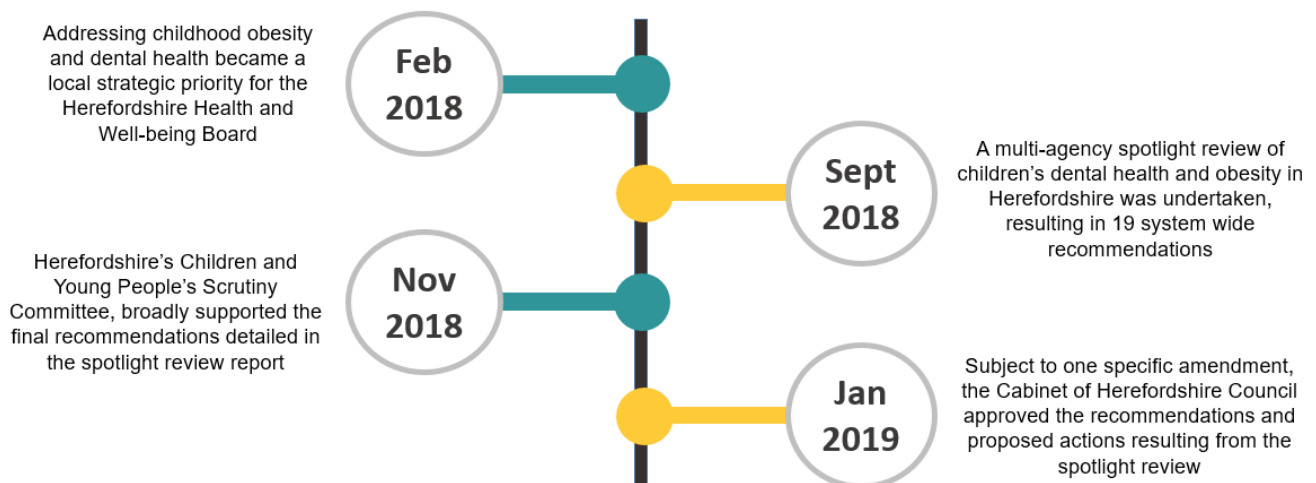 Addressing childhood obesity
and dental health became a
local strategic priority for the
Herefordshire Health and
Well-being Board
Feb
2018
Sept
2018
A multi-agency spotlight review of
children’s dental health and obesity in
Herefordshire was undertaken,
resulting in 19 system wide
recommendations
Herefordshire’s Children and
Young People’s Scrutiny
Committee, broadly supported the
final recommendations detailed in
the spotlight review report
Nov
2018
Jan
2019
Subject to one specific amendment,
the Cabinet of Herefordshire Council
approved the recommendations and
proposed actions resulting from the
spotlight review